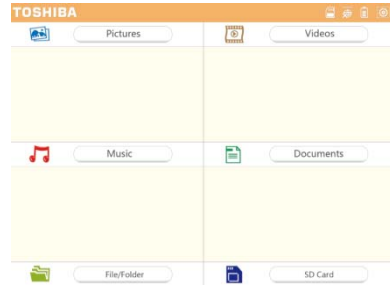 TOSHIBA
Pictures
Videos
Music
Documents
File/Folder
SD Card